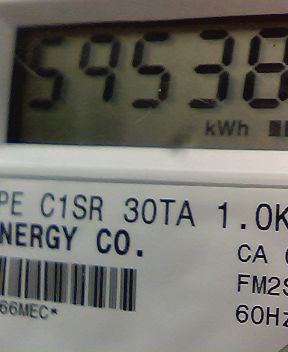 59538
kWh
PE C1SR 30TA 1.0K
NERGY CO.
CA
FM2S
66MEC*
60Hz